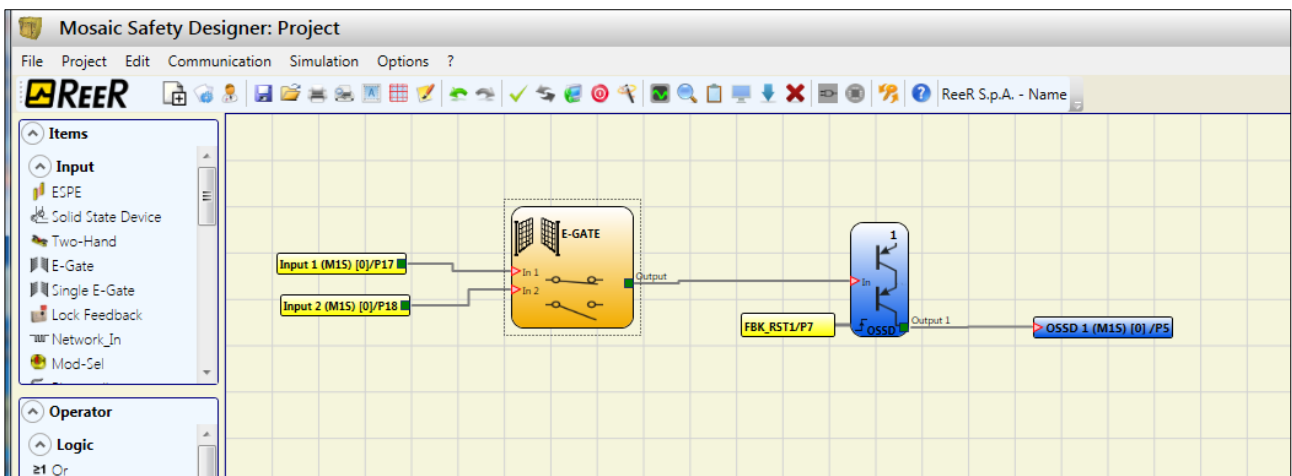 Mosaic Safety Designer: Project
File Project Edit Communication Simulation Options ?
REER ReeR S.p.A. - Name
Items
Input
ESPE
Solid State Device
Two-Hand
E-Gate
Single E-Gate
Lock Feedback
Network_In
Mod-Sel
Operator
Logic
≥1 Or
Input 1 (M1S) [0]/P17
Input 2 (M1S) [0]/P18
E-GATE
In 1
In 2
Output
1
In
FBK_RST1/P7
OSSD
Output 1
OSSD 1 (M1S) [0] /P5